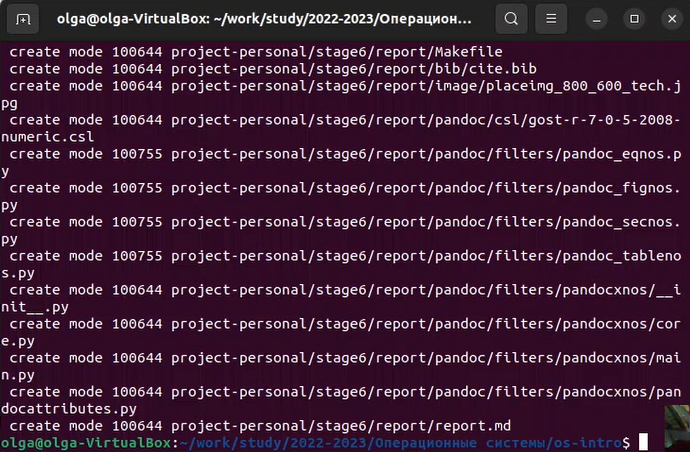 olga@olga-VirtualBox: ~/work/study/2022-2023/Операцион...
create mode 100644 project-personal/stage6/report/Makefile
create mode 100644 project-personal/stage6/report/bib/cite.bib
create mode 100644 project-personal/stage6/report/image/placeimg_800_600_tech.j
pg
create mode 100644 project-personal/stage6/report/pandoc/csl/gost-r-7-0-5-2008-
numeric.csl
create mode 100755 project-personal/stage6/report/pandoc/filters/pandoc_eqnos.p
y
create mode 100755 project-personal/stage6/report/pandoc/filters/pandoc_fignos.
py
create mode 100755 project-personal/stage6/report/pandoc/filters/pandoc_secnos.
py
create mode 100755 project-personal/stage6/report/pandoc/filters/pandoc_tableno
s.py
create mode 100644 project-personal/stage6/report/pandoc/filters/pandocxnos/__i
nit__.py
create mode 100644 project-personal/stage6/report/pandoc/filters/pandocxnos/cor
e.py
create mode 100644 project-personal/stage6/report/pandoc/filters/pandocxnos/mai
n.py
create mode 100644 project-personal/stage6/report/pandoc/filters/pandocxnos/pan
docattributes.py
create mode 100644 project-personal/stage6/report/report.md
olga@olga-VirtualBox:~/work/study/2022-2023/Операционные системы/os-intro$